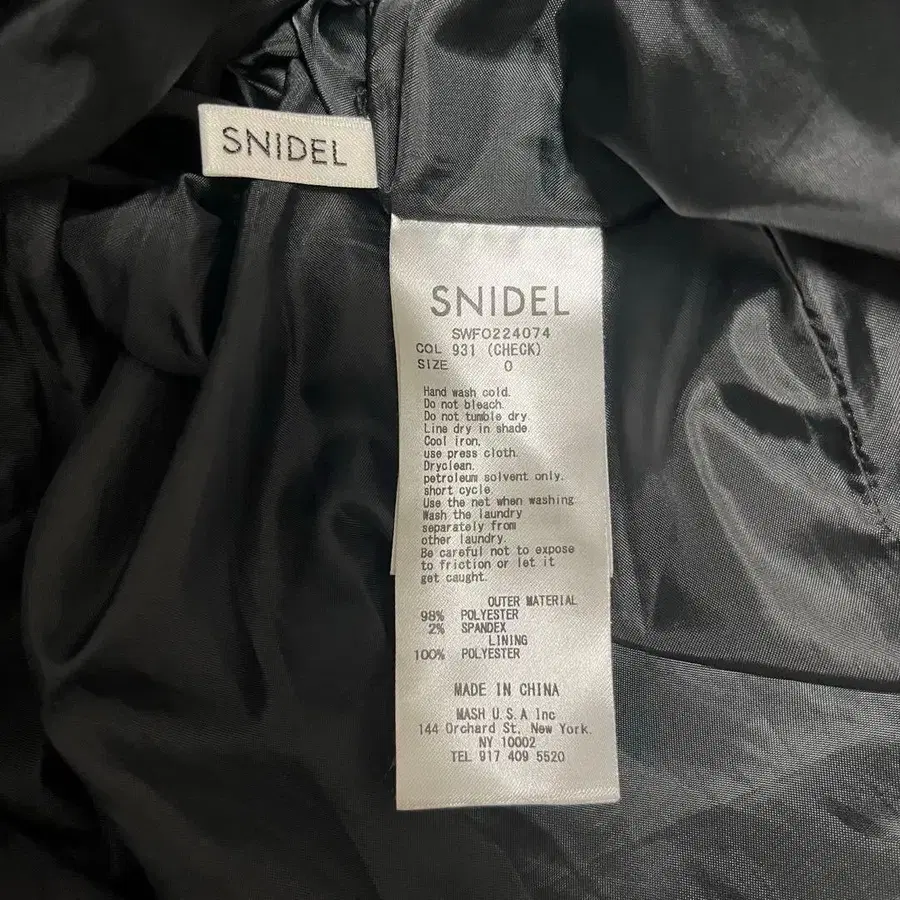 SNIDEL
SNIDEL
SWFO224074
COL 931 (CHECK)
SIZE 0
Hand wash cold.
Do not bleach.
Do not tumble dry.
Line dry in shade.
Cool iron,
use press cloth.
Dryclean,
petroleum solvent only.
short cycle.
Use the net when washing.
Wash the laundry
separately from
other laundry.
Be careful not to expose
to friction or let it
get caught.
OUTER MATERIAL
98% POLYESTER
2% SPANDEX
LINING
100% POLYESTER
MADE IN CHINA
MASH U.S.A Inc
144 Orchard St, New York.
NY 10002
TEL 917 409 5520